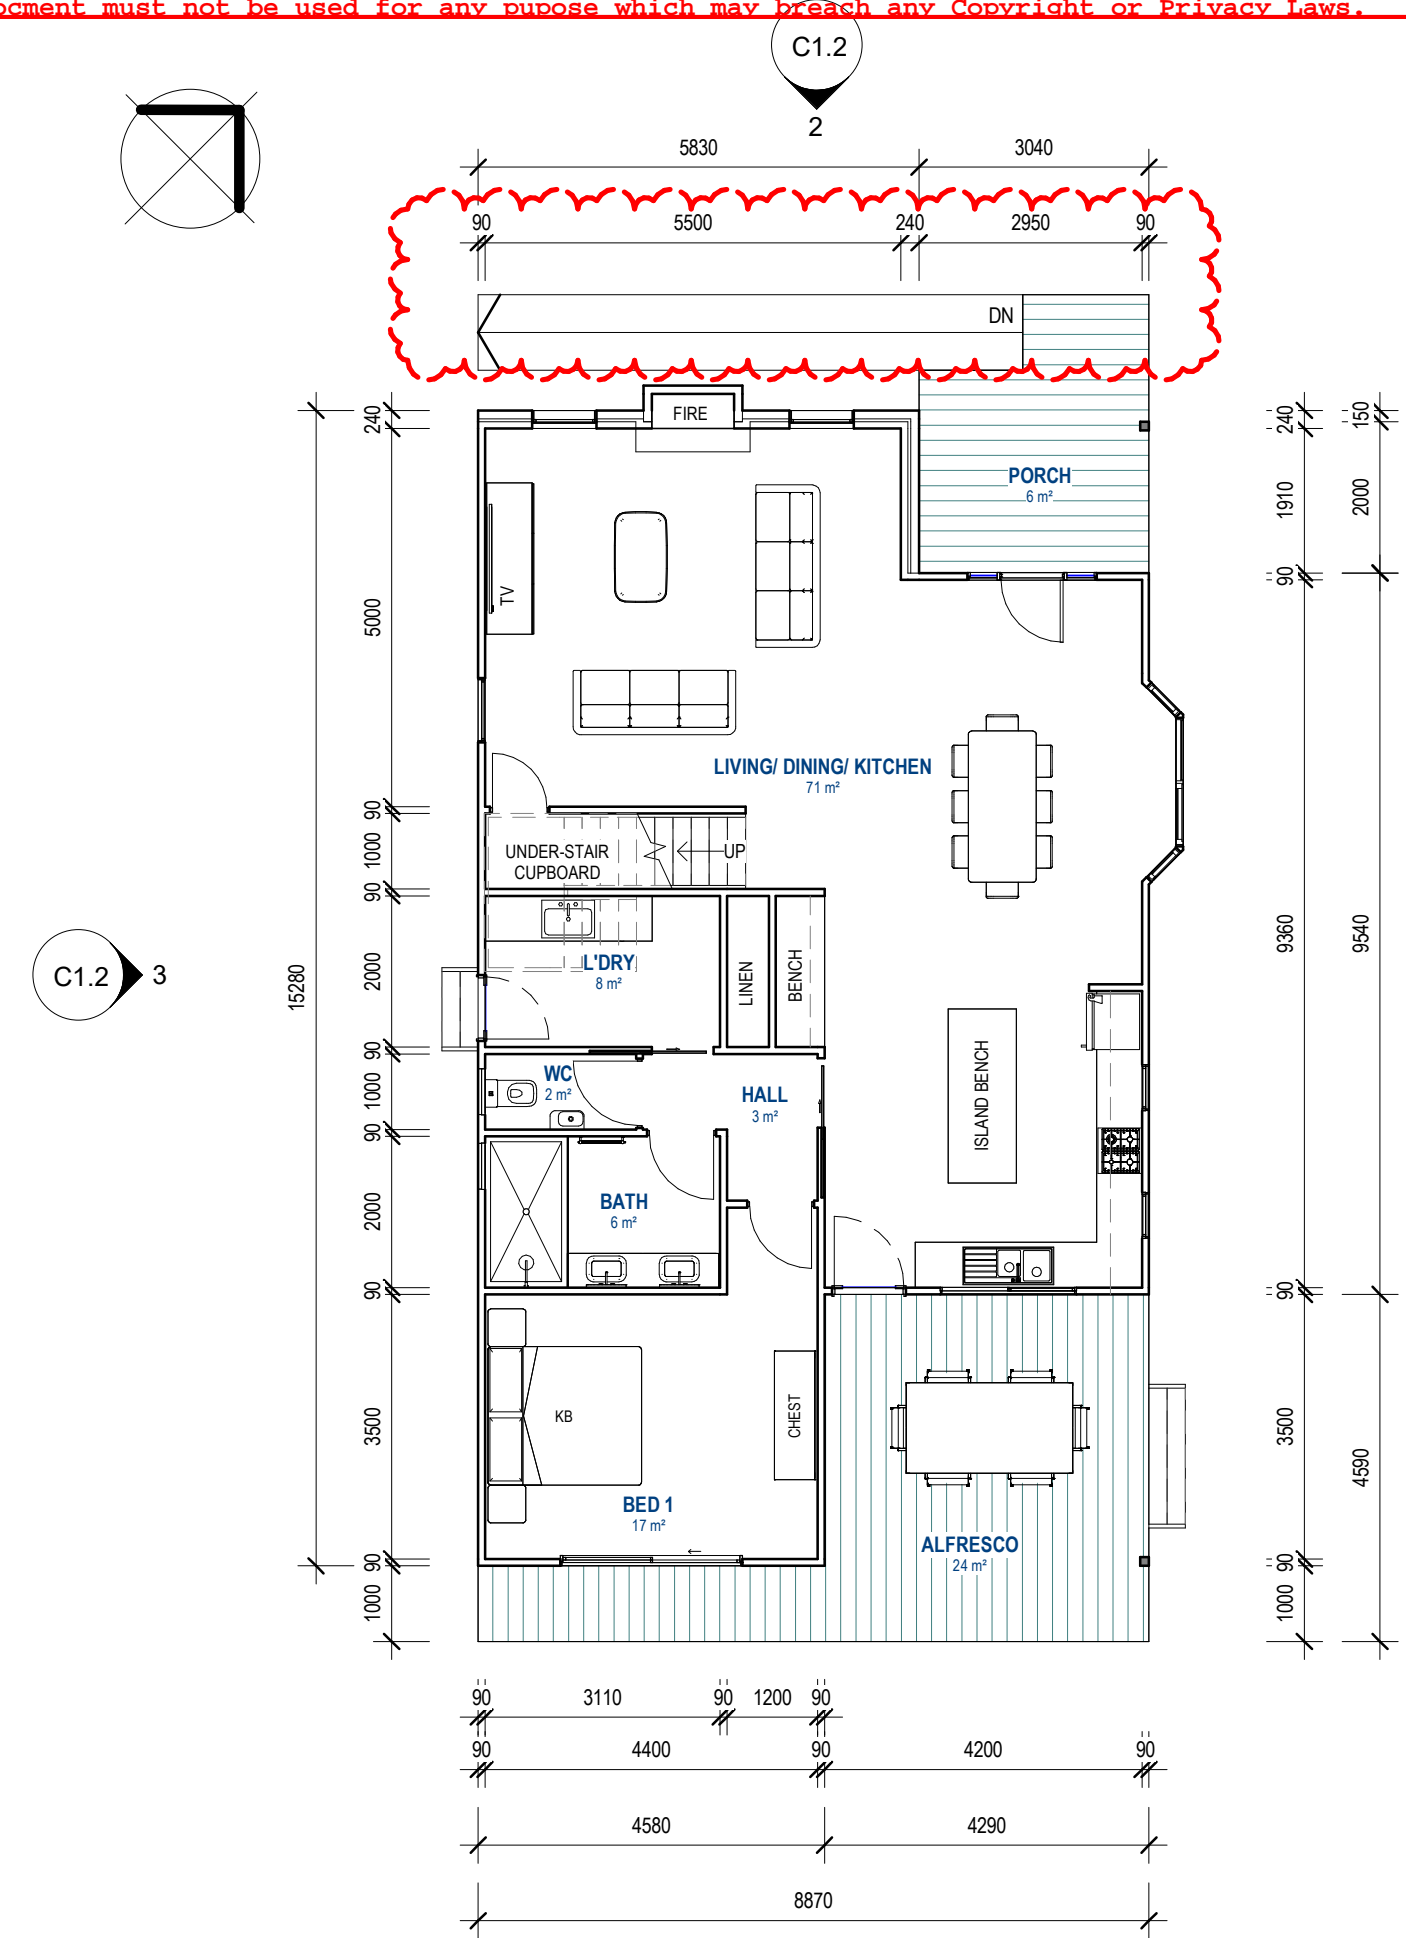 ocment must not be used for any pupose which may breach any Copyright or Privacy Laws.
C1.2
2
5830
3040
90
5500
240
2950
90
DN
FIRE
240
240
150
PORCH
6 m²
1910
2000
90
TV
5000
LIVING/ DINING/ KITCHEN
71 m²
90
1000
UNDER-STAIR
CUPBOARD
UP
90
15280
2000
L'DRY
8 m²
LINEN
BENCH
9360
9540
C1.2
3
90
1000
WC
2 m²
HALL
3 m²
ISLAND BENCH
90
2000
BATH
6 m²
90
90
3500
KB
CHEST
3500
4590
BED 1
17 m²
ALFRESCO
24 m²
90
90
1000
1000
90
3110
90
1200
90
90
4400
90
4200
90
4580
4290
8870